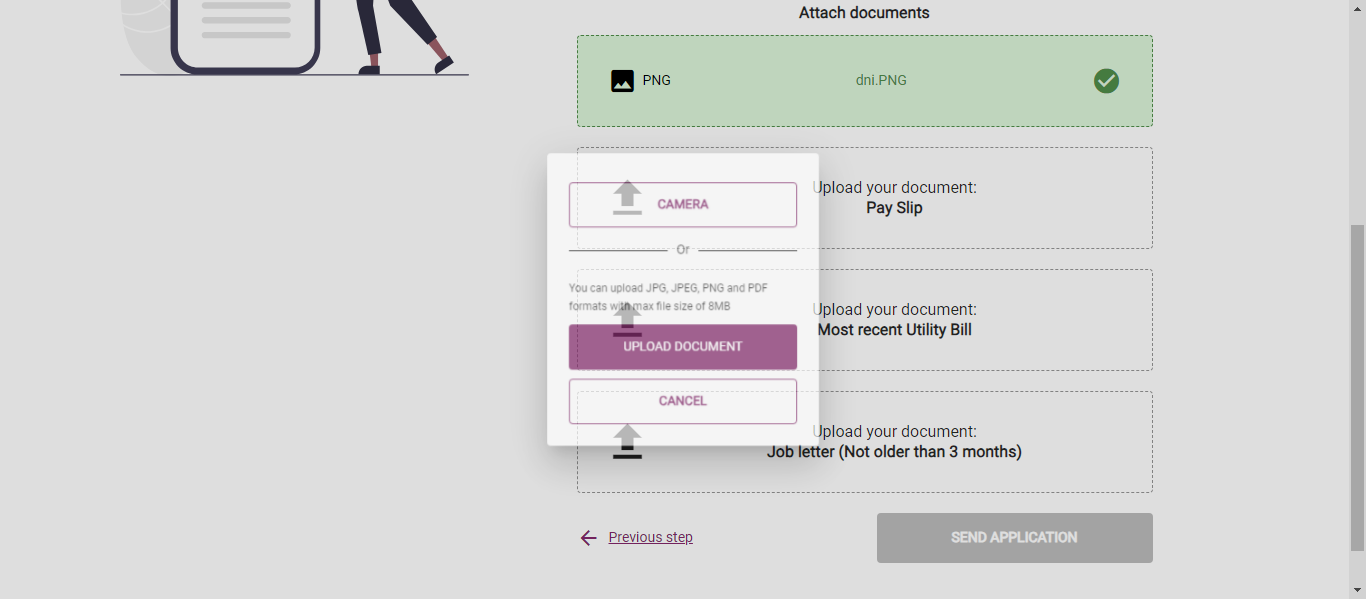 Attach documents
PNG
dni.PNG
Upload your document:
Pay Slip
CAMERA
Or
You can upload JPG, JPEG, PNG and PDF
formats with max file size of 8MB
UPLOAD DOCUMENT
CANCEL
Upload your document:
Most recent Utility Bill
Upload your document:
Job letter (Not older than 3 months)
Previous step
SEND APPLICATION